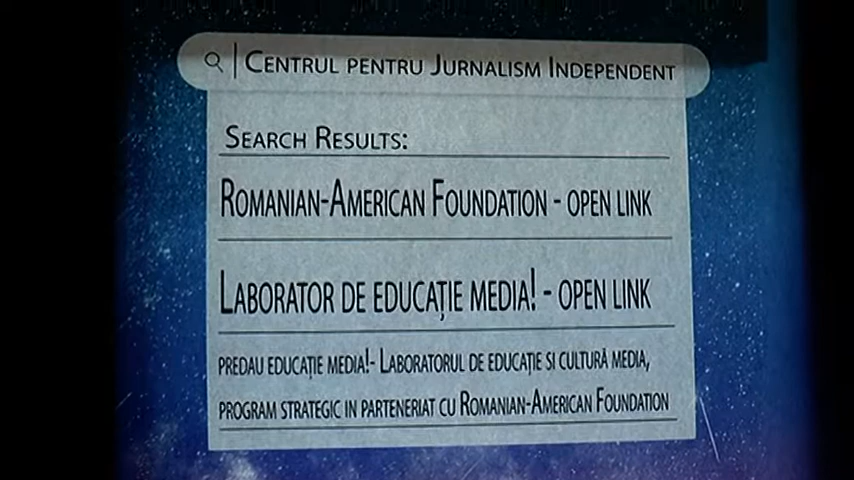 Centrul pentru Jurnalism Independent
Search Results:
Romanian-American Foundation - open link
Laborator de educație media! - open link
predau educație media!- Laboratorul de educație si cultură media,
program strategic in parteneriat cu Romanian-American Foundation